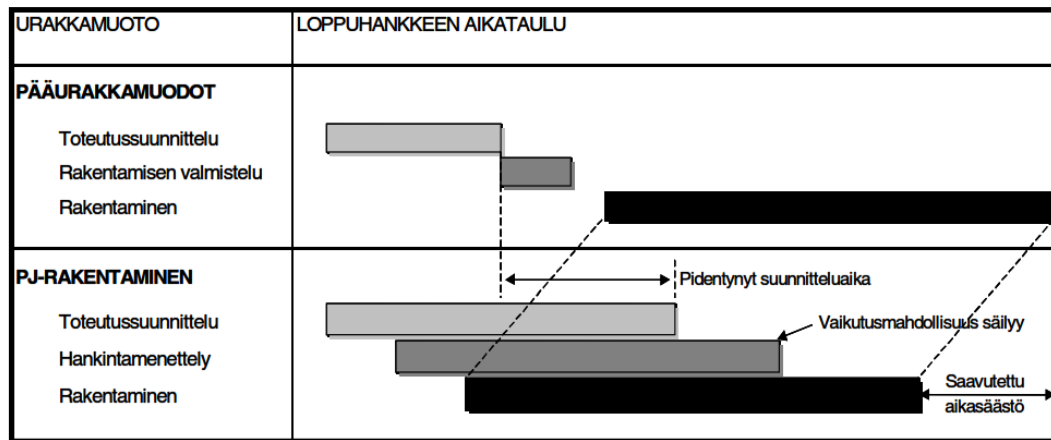 URAKKAMUOTO
LOPPUHANKKEEN AIKATAULU
PÄÄURAKKAMUODOT
Toteutussuunnittelu
Rakentamisen valmistelu
Rakentaminen
PJ-RAKENTAMINEN
Pidentynyt suunnitteluaika
Toteutussuunnittelu
Vaikutusmahdollisuus säilyy
Hankintamenettely
Rakentaminen
Saavutettu
aikasäästö